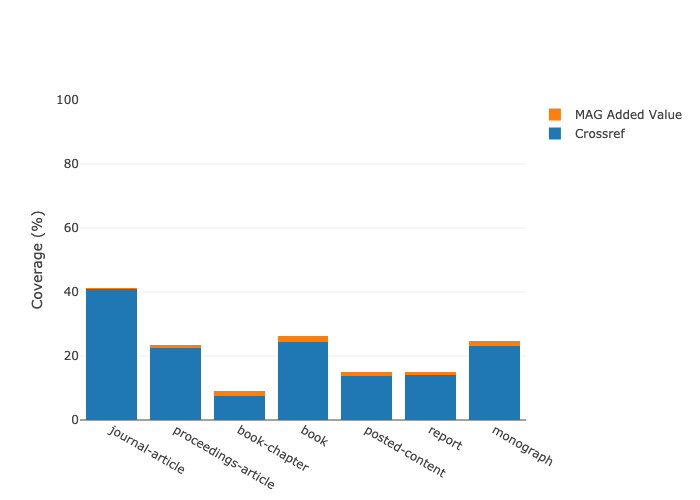 100
80
60
40
20
0
Coverage (%)
journal-article
proceedings-article
book-chapter
book
posted-content
report
monograph
MAG Added Value
Crossref